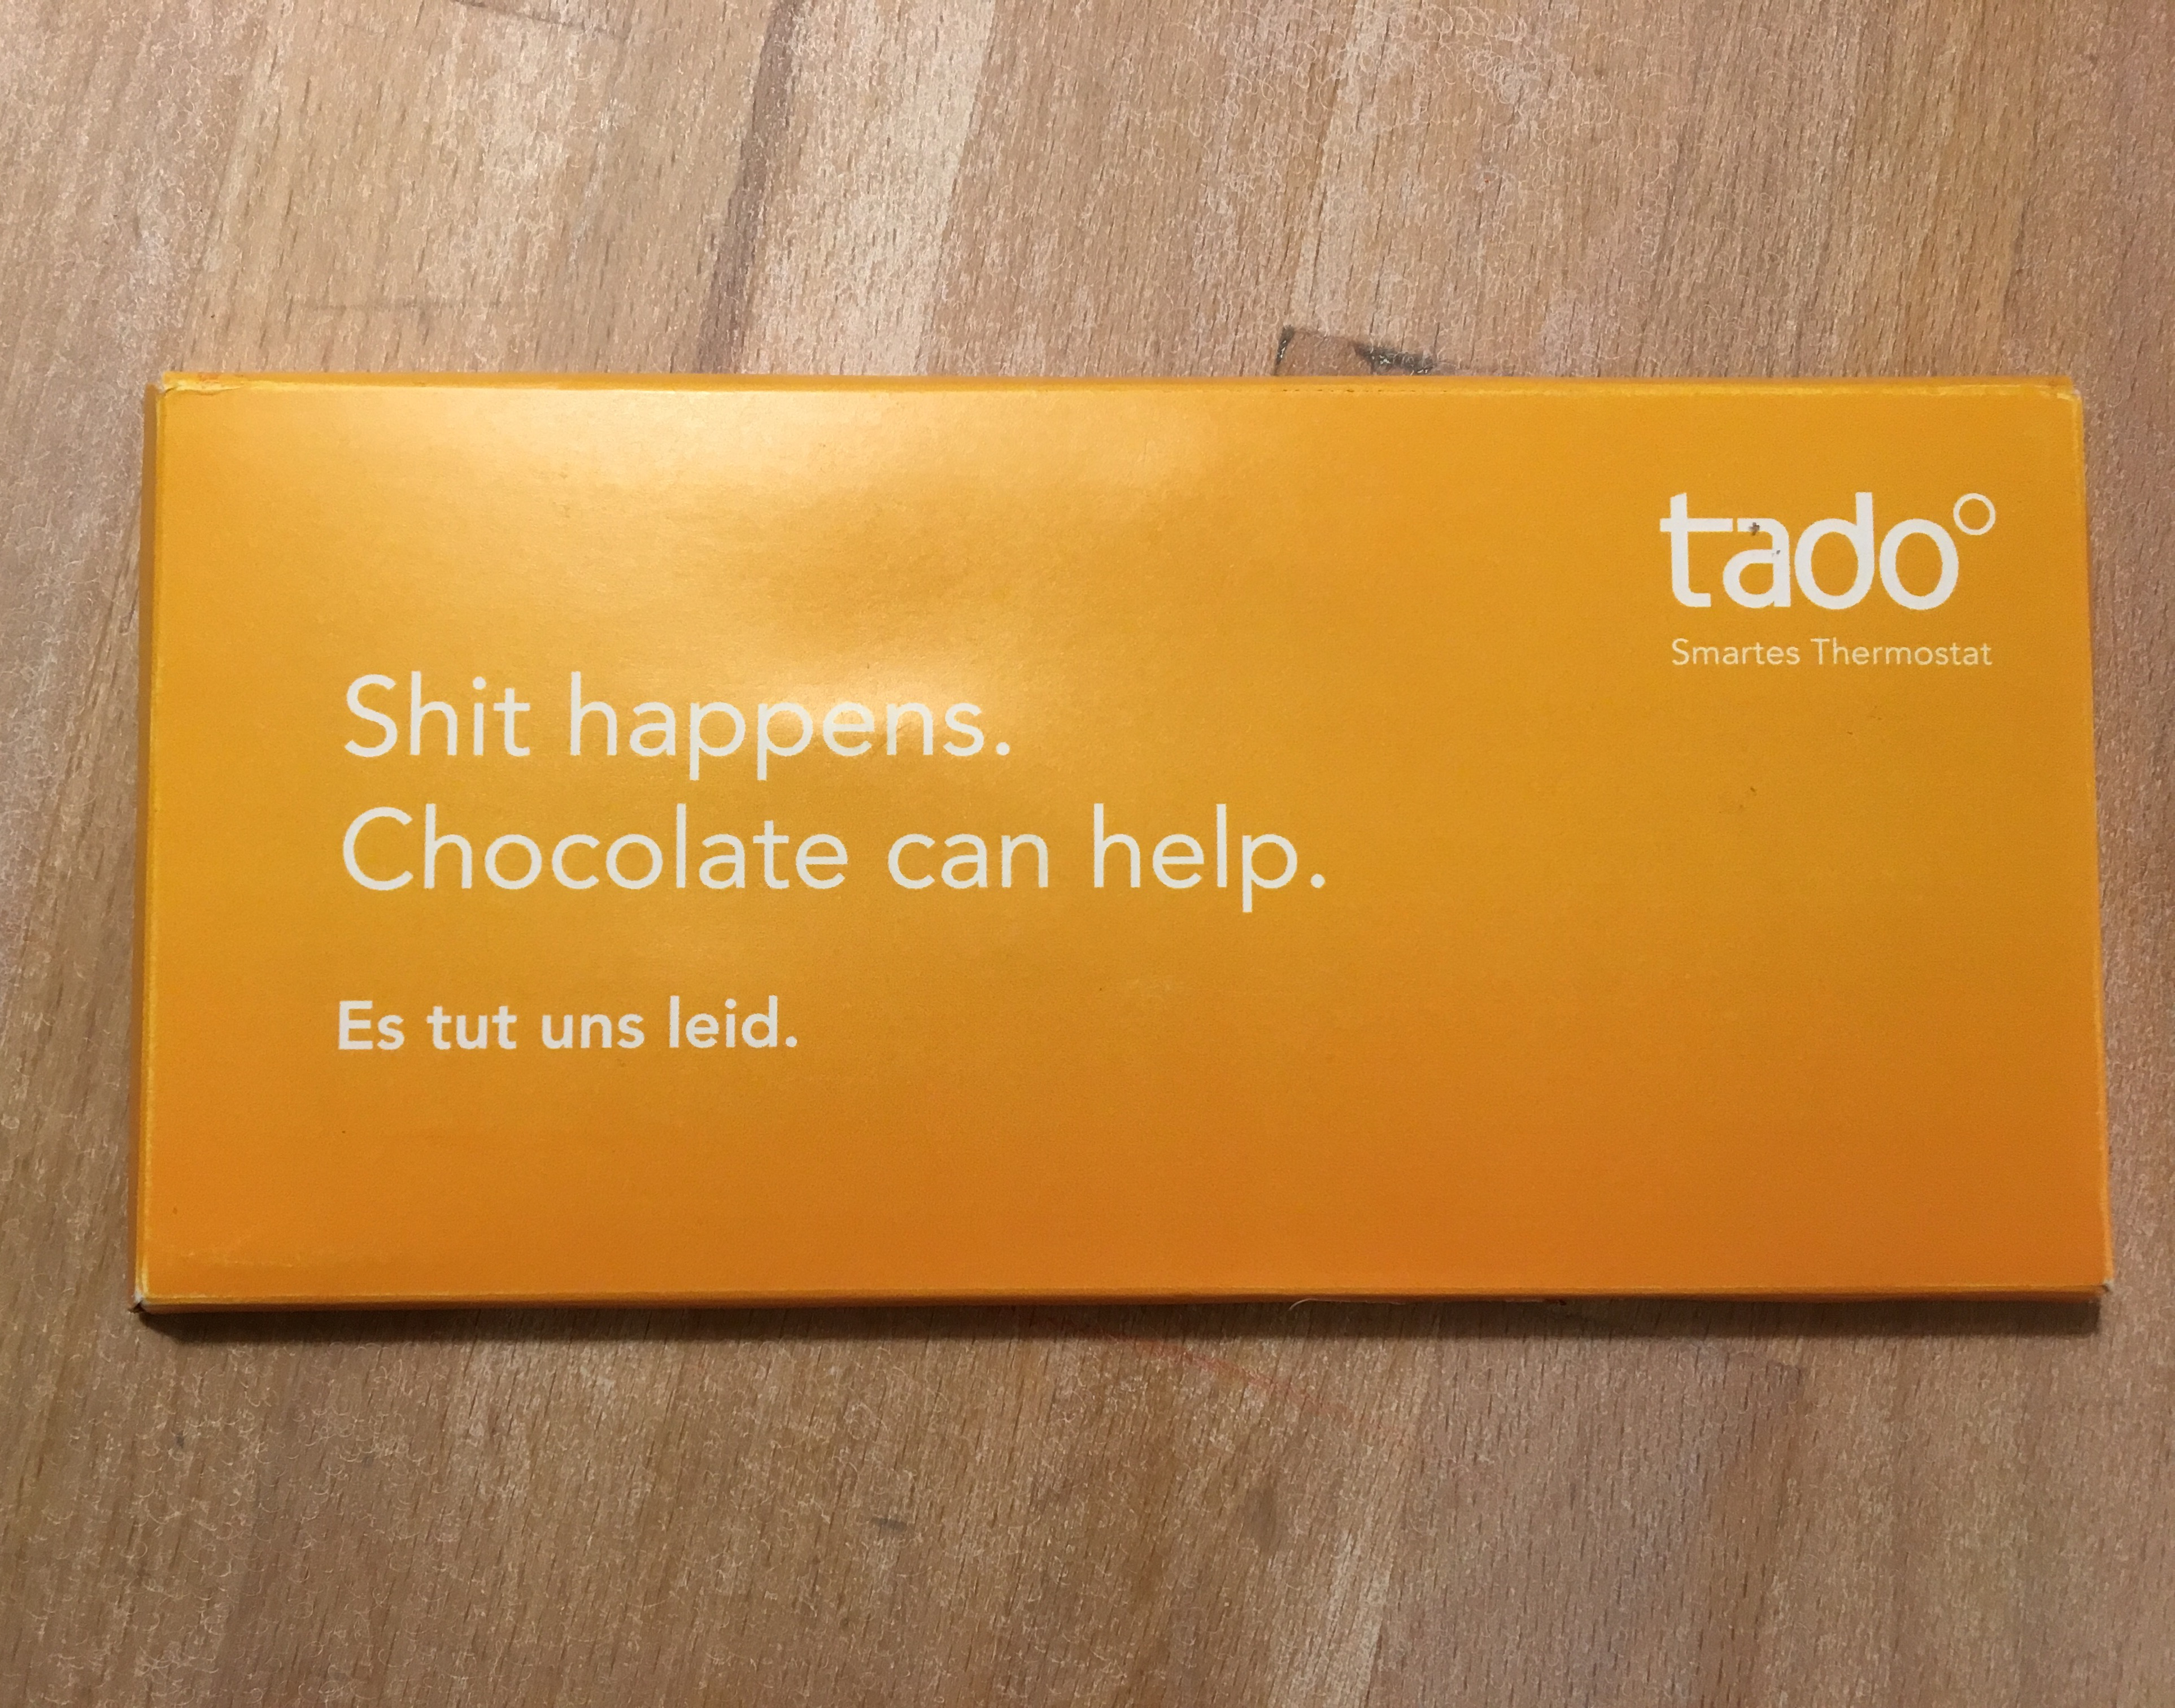 tado°
Smartes Thermostat
Shit happens.
Chocolate can help.
Es tut uns leid.